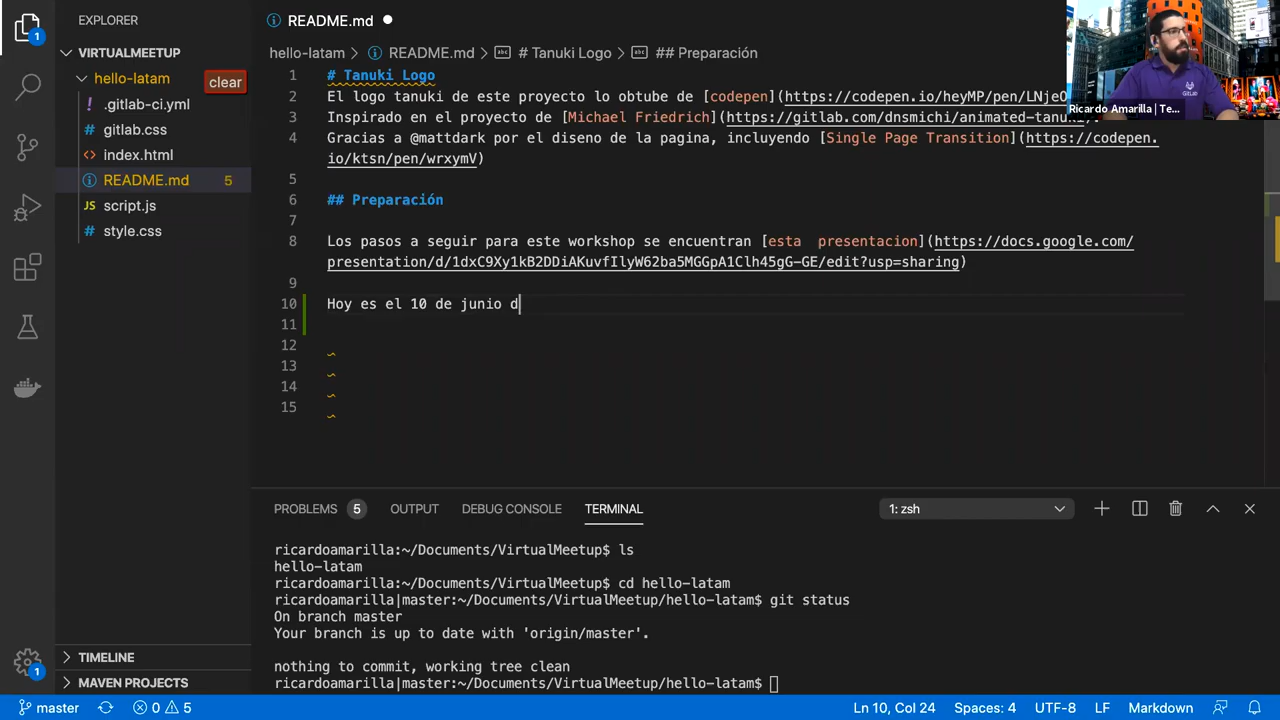 EXPLORER
VIRTUALMEETUP
hello-latam
clear
.gitlab-ci.yml
gitlab.css
index.html
README.md 5
script.js
style.css
TIMELINE
MAVEN PROJECTS
1
1
README.md
hello-latam > README.md > # Tanuki Logo > ## Preparación
1 # Tanuki Logo
2 El logo tanuki de este proyecto lo obtube de [codepen](https://codepen.io/heyMP/pen/LNjeO
3 Inspirado en el proyecto de [Michael Friedrich](https://gitlab.com/dnsmichi/animated-tanuki).
4 Gracias a @mattdark por el diseno de la pagina, incluyendo [Single Page Transition](https://codepen.
io/ktsn/pen/wrxymV)
5
6 ## Preparación
7
8 Los pasos a seguir para este workshop se encuentran [esta  presentacion](https://docs.google.com/
presentation/d/1dxC9Xy1kB2DDiAKuvfIlyW62ba5MGGpA1Clh45gG-GE/edit?usp=sharing)
9
10 Hoy es el 10 de junio d
11
12
13
14
15
Ricardo Amarilla | Te...
PROBLEMS 5 OUTPUT DEBUG CONSOLE TERMINAL 1: zsh
ricardoamarilla:~/Documents/VirtualMeetup$ ls
hello-latam
ricardoamarilla:~/Documents/VirtualMeetup$ cd hello-latam
ricardoamarilla|master:~/Documents/VirtualMeetup/hello-latam$ git status
On branch master
Your branch is up to date with 'origin/master'.
nothing to commit, working tree clean
ricardoamarilla|master:~/Documents/VirtualMeetup/hello-latam$
master 0 5 Ln 10, Col 24 Spaces: 4 UTF-8 LF Markdown